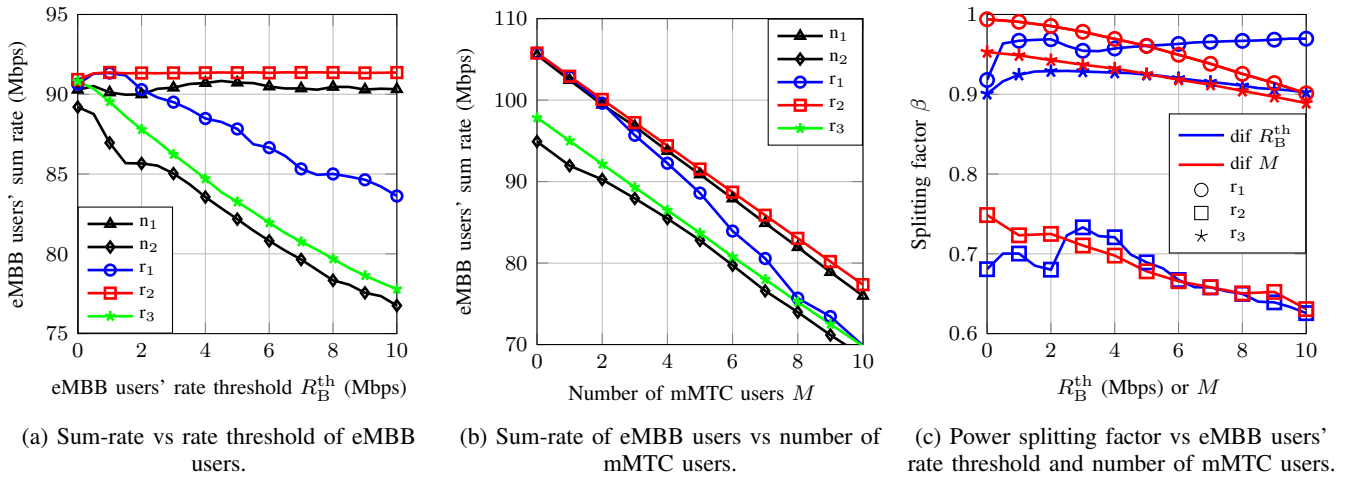 95
90
85
80
75
0
2
4
6
8
10
eMBB users' sum rate (Mbps)
eMBB users' rate threshold R_B^th (Mbps)
n1
n2
r1
r2
r3
(a) Sum-rate vs rate threshold of eMBB
users.
110
100
90
80
70
0
2
4
6
8
10
eMBB users' sum rate (Mbps)
Number of mMTC users M
n1
n2
r1
r2
r3
(b) Sum-rate of eMBB users vs number of
mMTC users.
1
0.9
0.8
0.7
0.6
0
2
4
6
8
10
Splitting factor β
R_B^th (Mbps) or M
dif R_B^th
dif M
r1
r2
r3
(c) Power splitting factor vs eMBB users'
rate threshold and number of mMTC users.